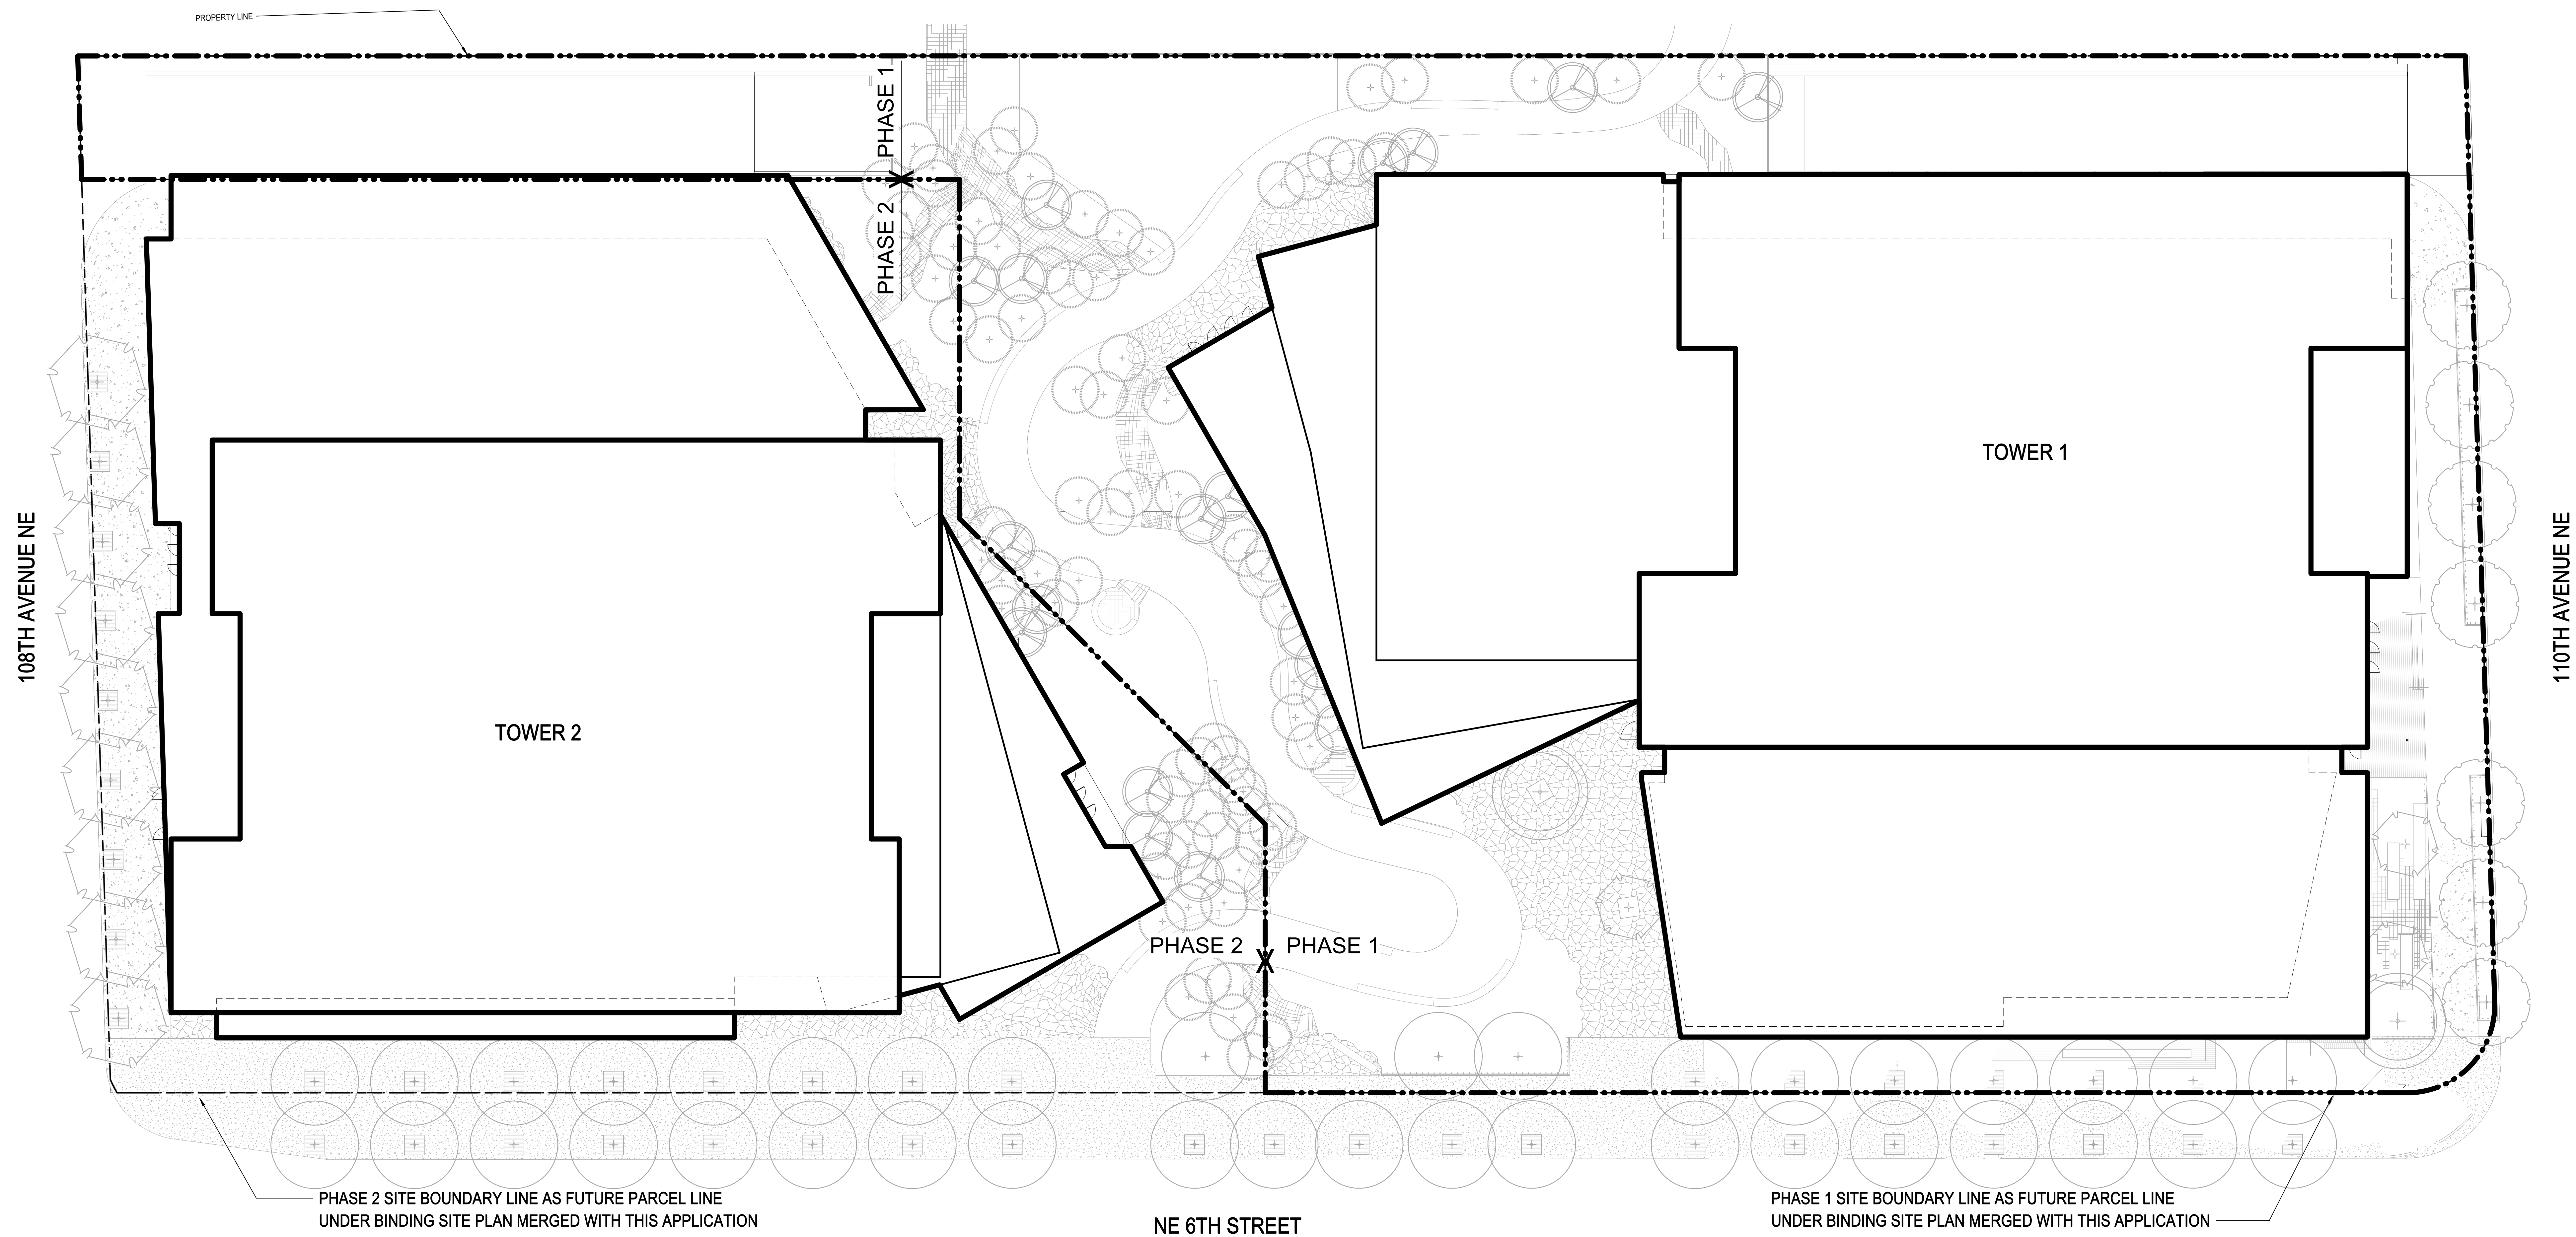 PROPERTY LINE
PHASE 1
PHASE 2
TOWER 1
108TH AVENUE NE
110TH AVENUE NE
TOWER 2
PHASE 2
PHASE 1
PHASE 2 SITE BOUNDARY LINE AS FUTURE PARCEL LINE
UNDER BINDING SITE PLAN MERGED WITH THIS APPLICATION
PHASE 1 SITE BOUNDARY LINE AS FUTURE PARCEL LINE
UNDER BINDING SITE PLAN MERGED WITH THIS APPLICATION
NE 6TH STREET